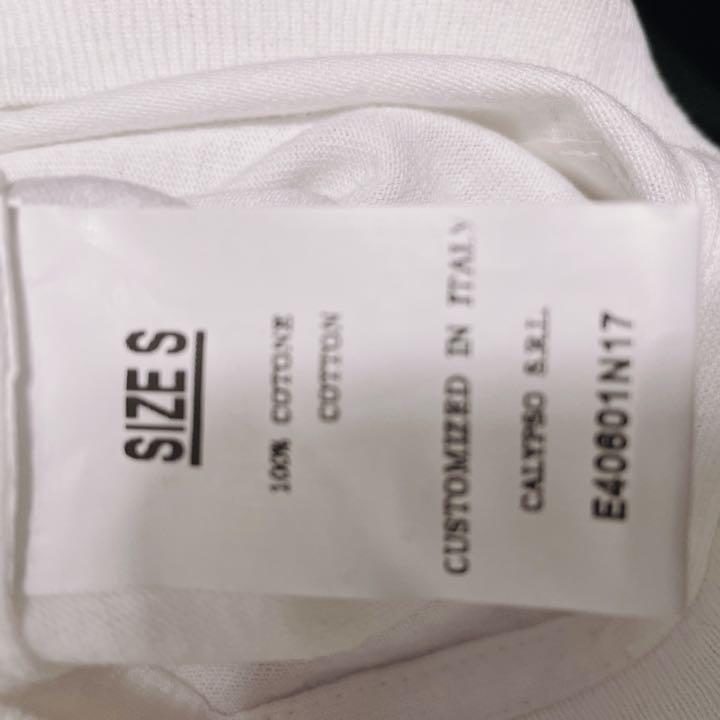 SIZE S
100% COTONE
COTTON
CUSTOMIZED IN ITALY
CALYPSO S.R.L.
E40601N17